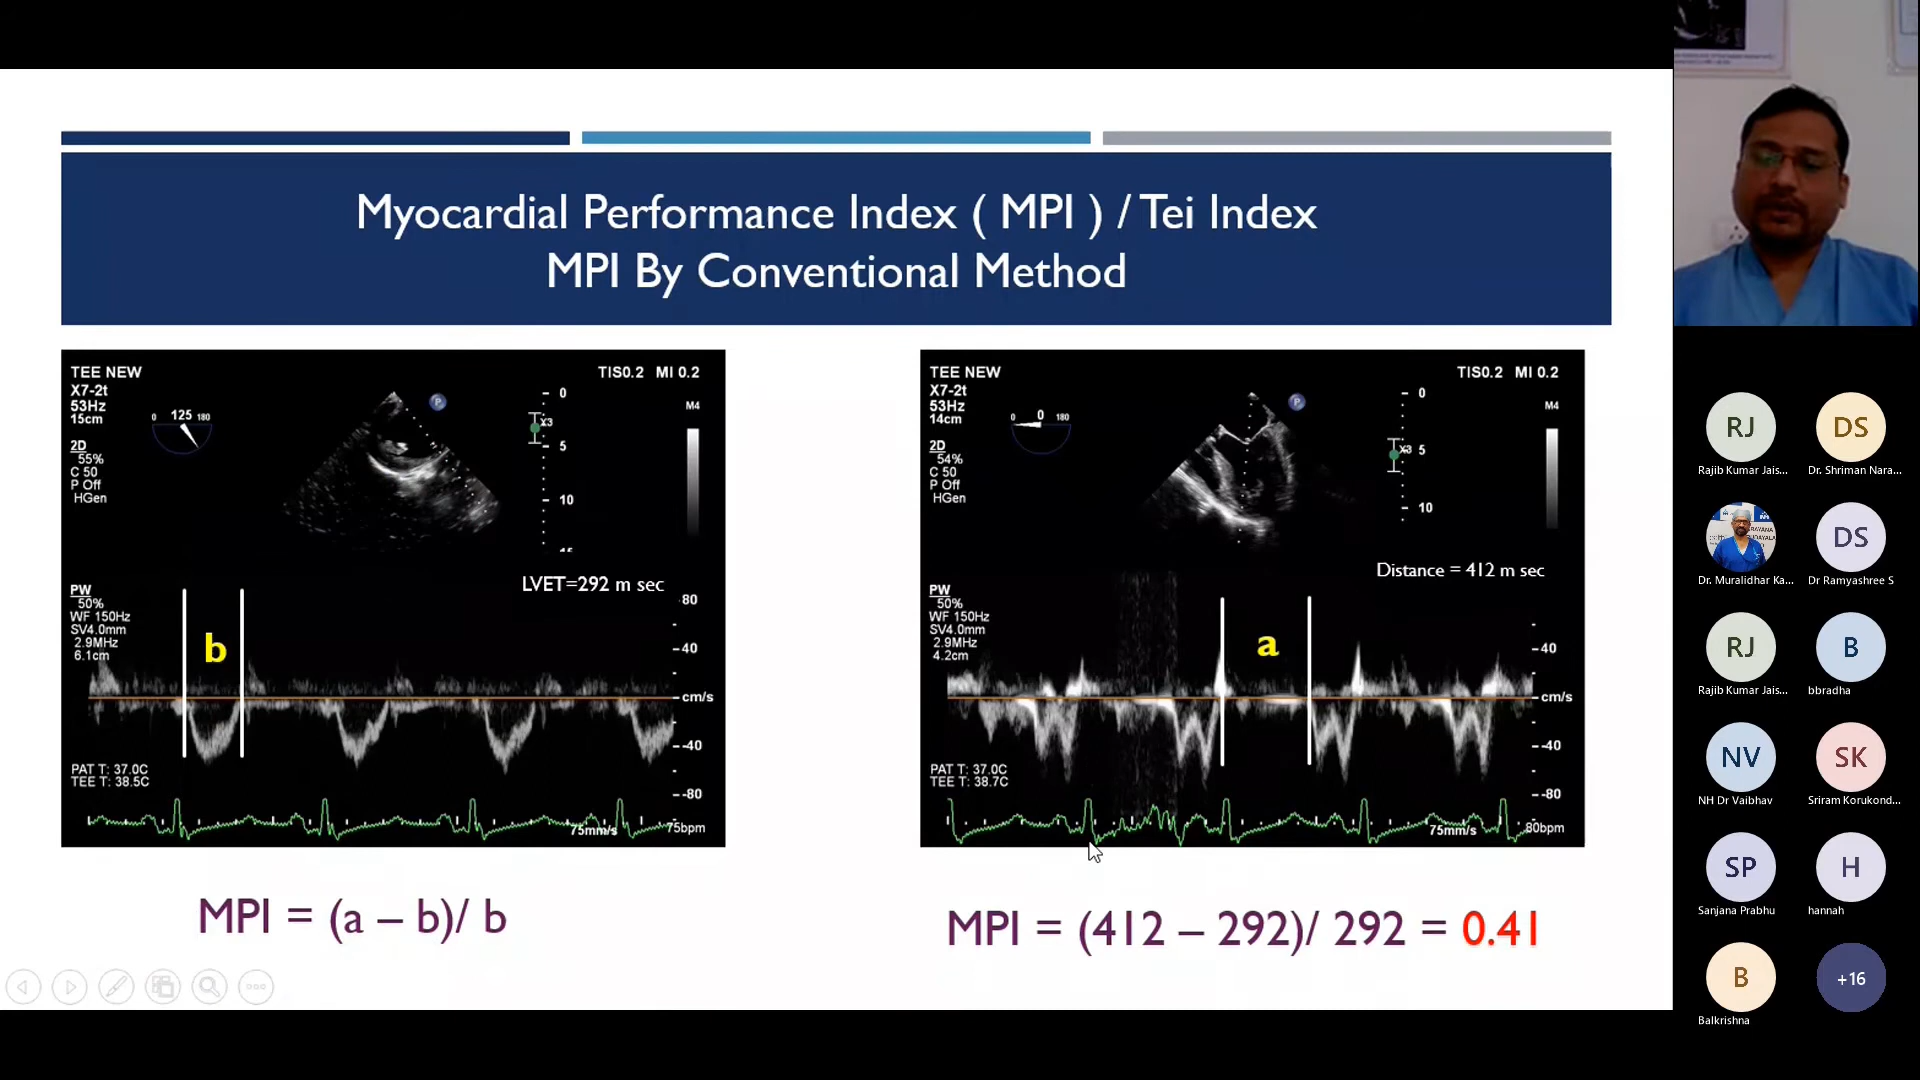 Myocardial Performance Index ( MPI ) / Tei Index
MPI By Conventional Method
TEE NEW
X7-2t
53Hz
15cm
2D
55%
C 50
P Off
HGen
0 125 180
TIS0.2 MI 0.2
M4
X3
0
5
10
15
LVET=292 m sec
PW
50%
WF 150Hz
SV4.0mm
2.9MHz
6.1cm
b
80
40
cm/s
-40
-80
PAT T: 37.0C
TEE T: 38.5C
75mm/s
75bpm
TEE NEW
X7-2t
53Hz
14cm
2D
54%
C 50
P Off
HGen
0 0 180
TIS0.2 MI 0.2
M4
X3
0
5
10
Distance = 412 m sec
PW
50%
WF 150Hz
SV4.0mm
2.9MHz
4.2cm
a
40
cm/s
-40
-80
PAT T: 37.0C
TEE T: 38.7C
75mm/s
80bpm
MPI = (a – b)/ b
MPI = (412 – 292)/ 292 = 0.41
RJ
Rajib Kumar Jais...
DS
Dr. Shriman Nara...
Dr. Muralidhar Ka...
DS
Dr Ramyashree S
RJ
Rajib Kumar Jais...
B
bbradha
NV
NH Dr Vaibhav
SK
Sriram Korukond...
SP
Sanjana Prabhu
H
hannah
B
Balkrishna
+16